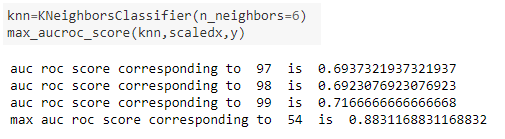 knn=KNeighborsClassifier(n_neighbors=6)
max_aucroc_score(knn,scaledx,y)
auc roc score corresponding to  97  is  0.6937321937321937
auc roc score corresponding to  98  is  0.6923076923076923
auc roc score corresponding to  99  is  0.7166666666666668
max auc roc score corresponding to  54  is  0.8831168831168832